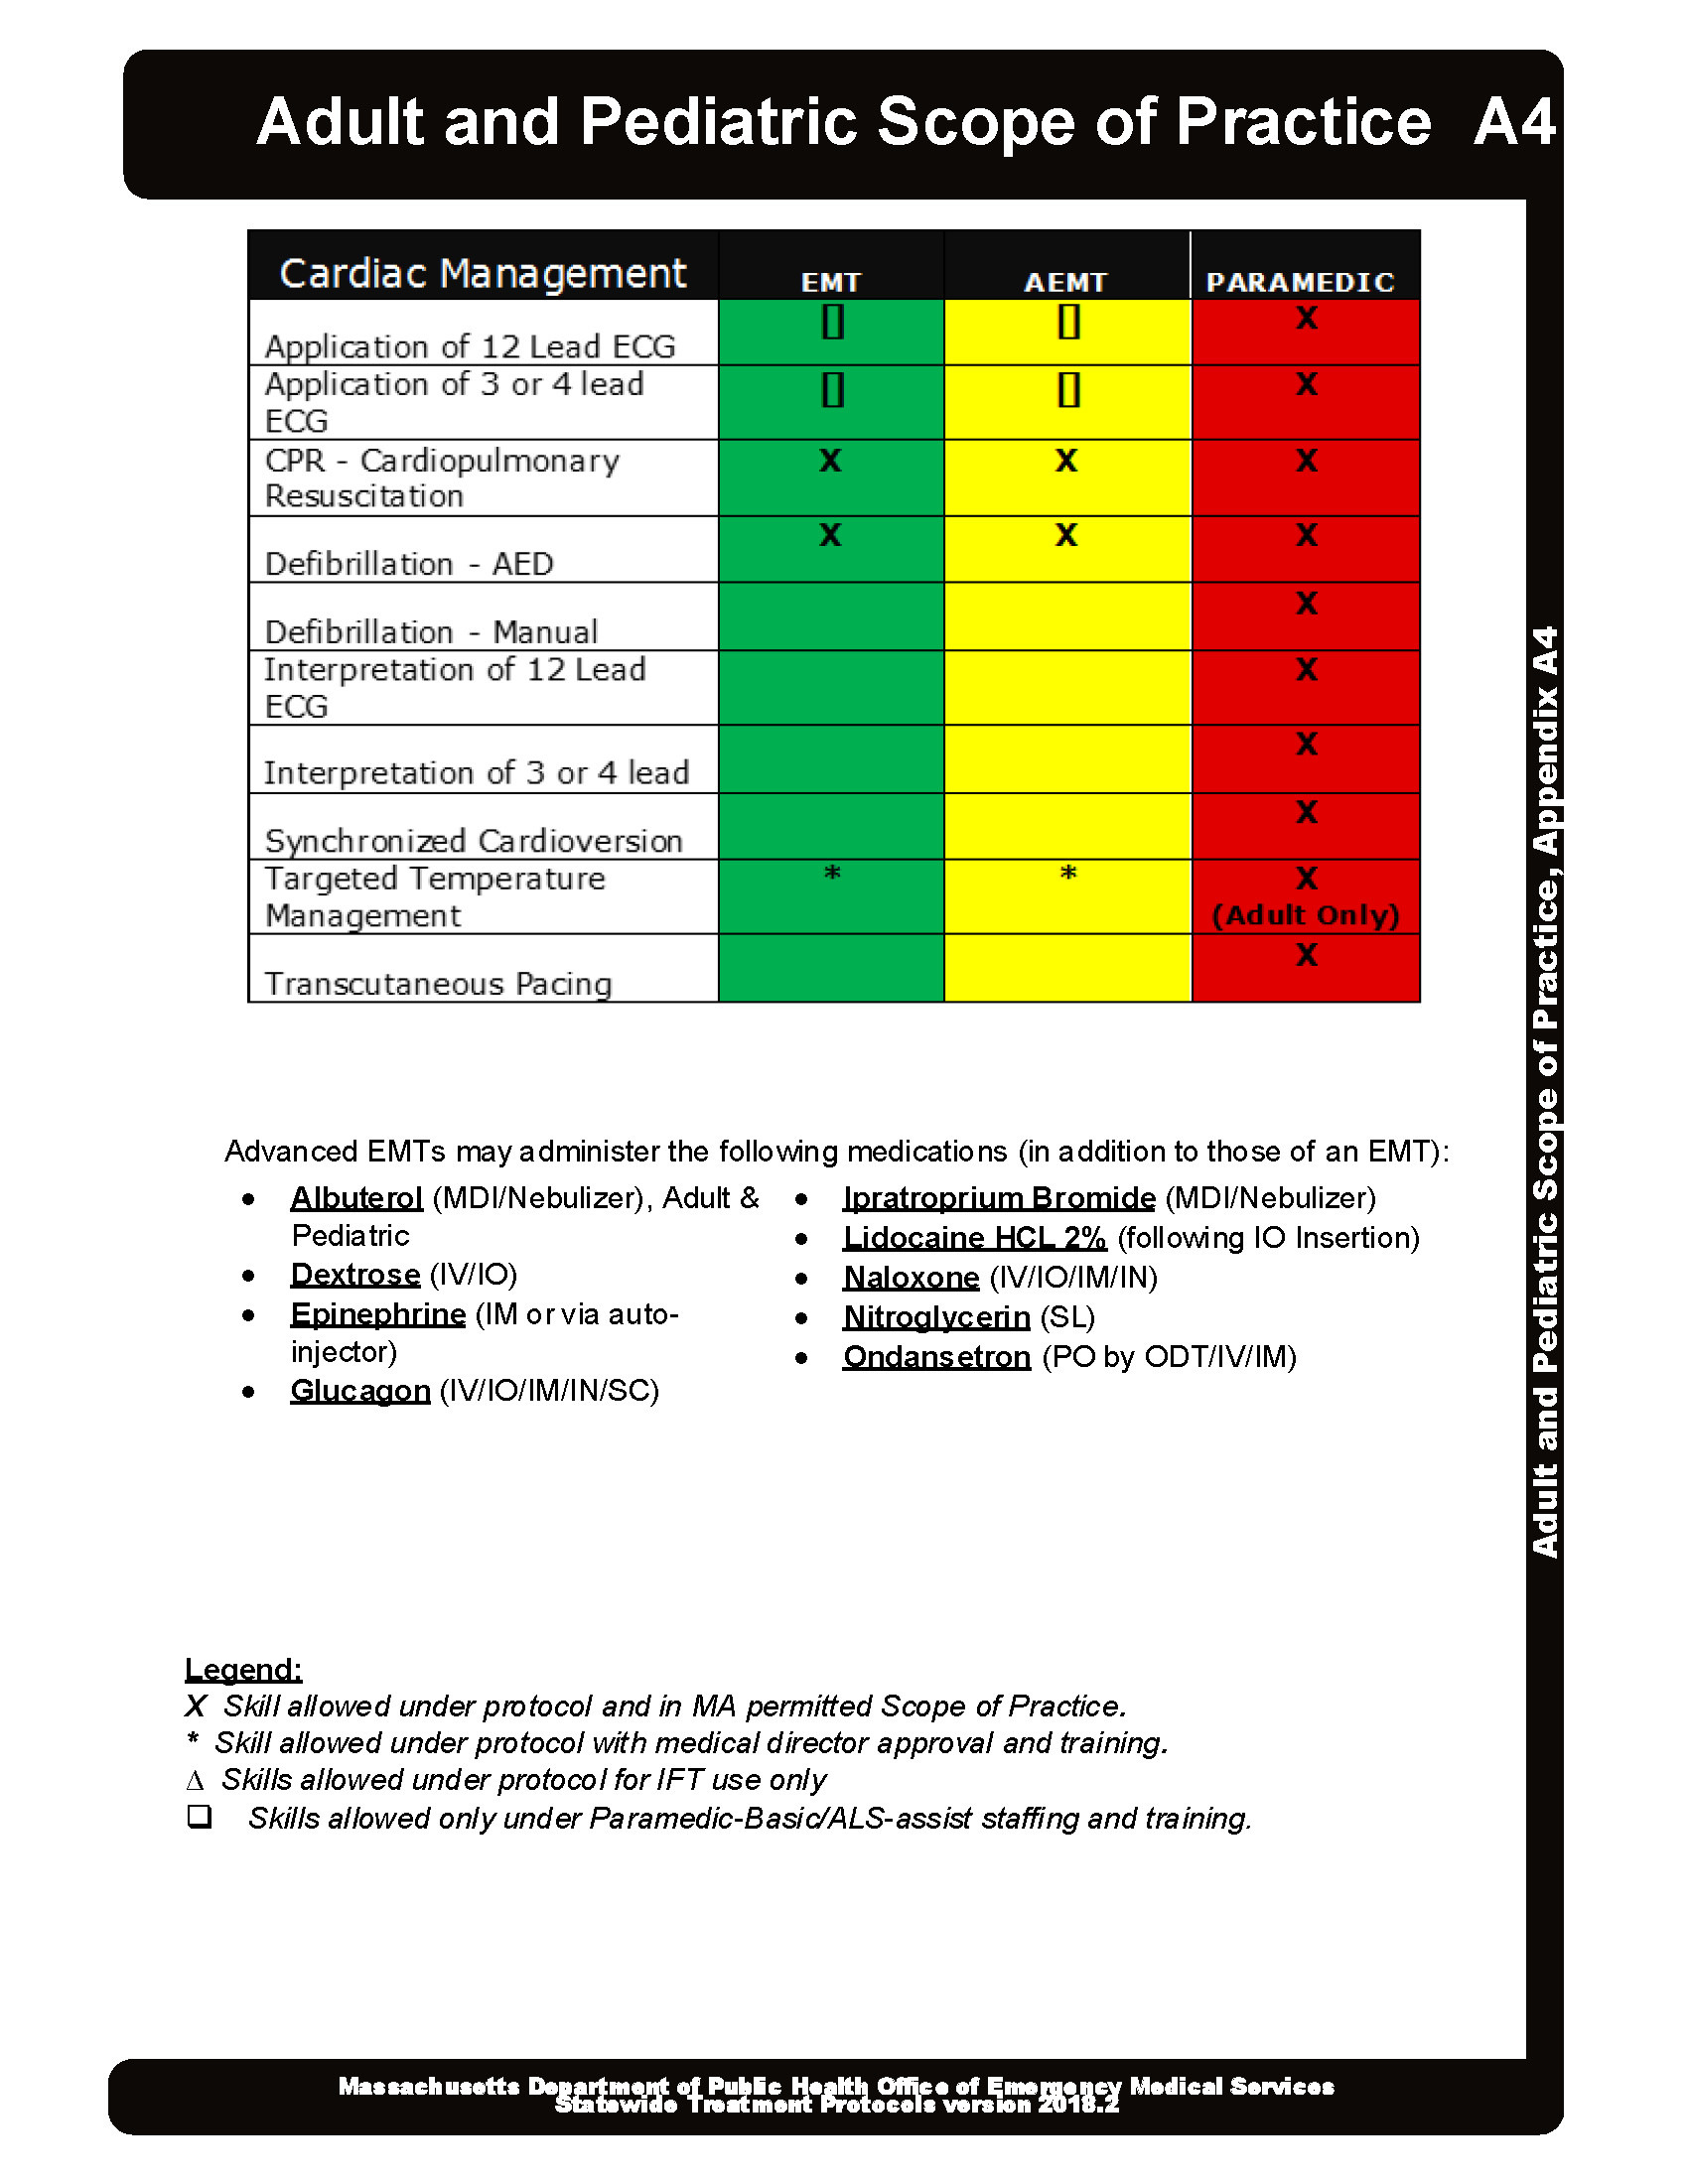 Adult and Pediatric Scope of Practice A4
Cardiac Management EMT AEMT PARAMEDIC
Application of 12 Lead ECG [] [] X
Application of 3 or 4 lead
ECG [] [] X
CPR - Cardiopulmonary
Resuscitation X X X
Defibrillation - AED X X X
Defibrillation - Manual X
Interpretation of 12 Lead
ECG X
Interpretation of 3 or 4 lead X
Synchronized Cardioversion X
Targeted Temperature
Management * * X
(Adult Only)
Transcutaneous Pacing X
Advanced EMTs may administer the following medications (in addition to those of an EMT):
• Albuterol (MDI/Nebulizer), Adult &
Pediatric
• Dextrose (IV/IO)
• Epinephrine (IM or via auto-
injector)
• Glucagon (IV/IO/IM/IN/SC)
• Ipratroprium Bromide (MDI/Nebulizer)
• Lidocaine HCL 2% (following IO Insertion)
• Naloxone (IV/IO/IM/IN)
• Nitroglycerin (SL)
• Ondansetron (PO by ODT/IV/IM)
Legend:
X Skill allowed under protocol and in MA permitted Scope of Practice.
* Skill allowed under protocol with medical director approval and training.
Δ Skills allowed under protocol for IFT use only
❑ Skills allowed only under Paramedic-Basic/ALS-assist staffing and training.
Adult and Pediatric Scope of Practice, Appendix A4
Massachusetts Department of Public Health Office of Emergency Medical Services
Statewide Treatment Protocols version 2018.2